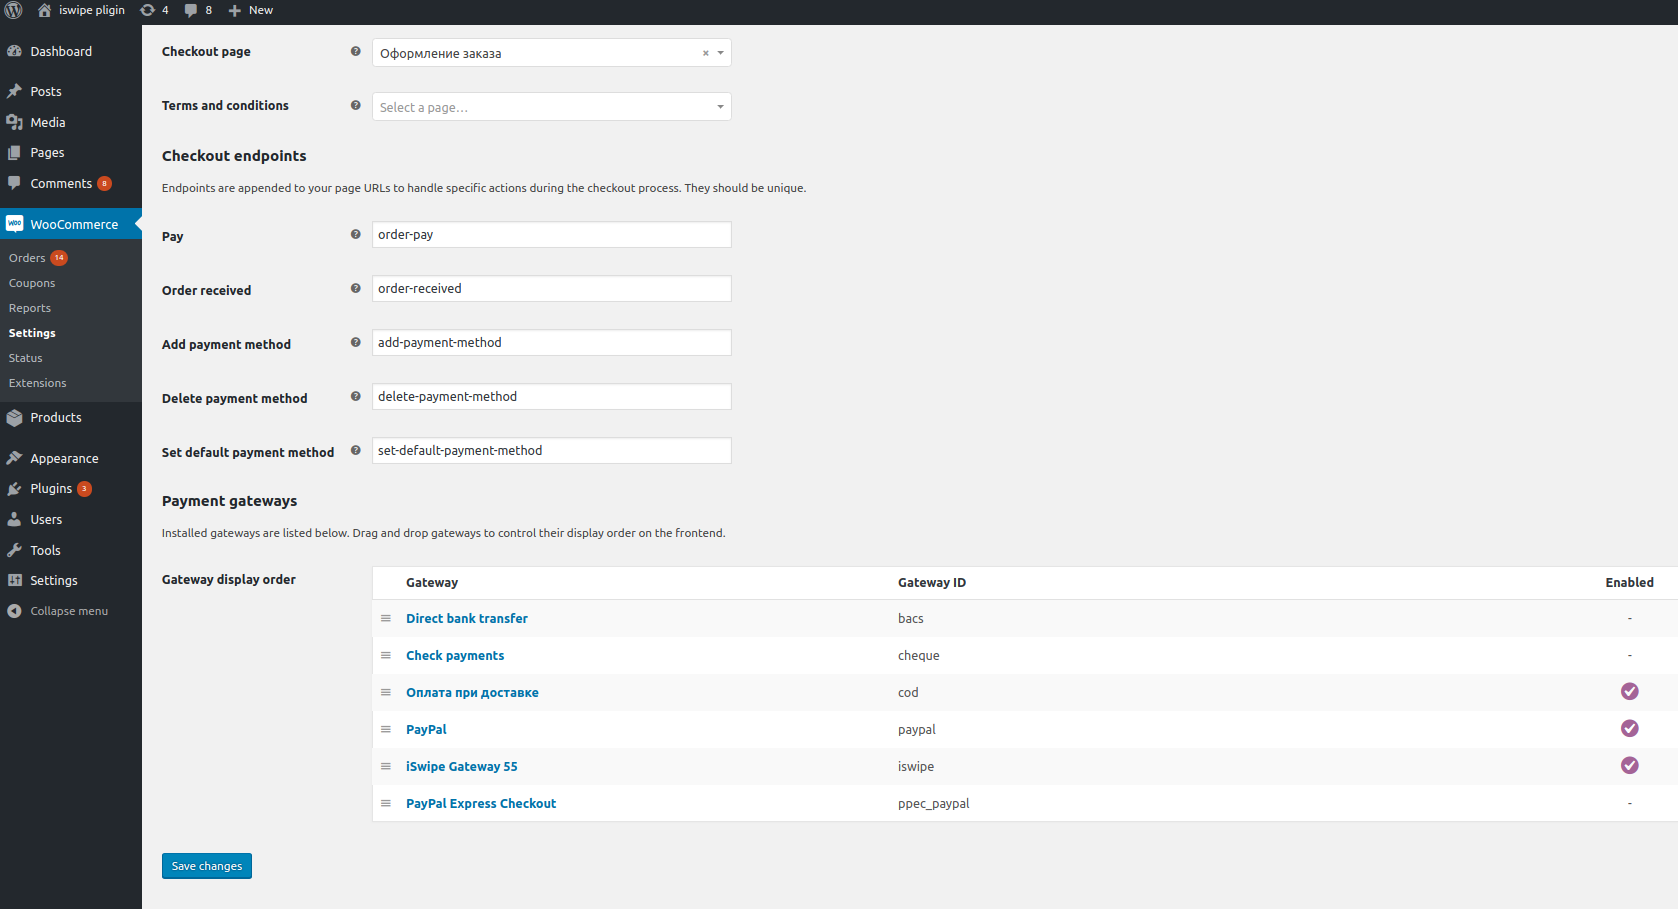 iswipe pligin 4 8 New
Dashboard
Posts
Media
Pages
Comments 8
WooCommerce
Orders 14
Coupons
Reports
Settings
Status
Extensions
Products
Appearance
Plugins 3
Users
Tools
Settings
Collapse menu
Checkout page Оформление заказа ×
Terms and conditions Select a page…
Checkout endpoints
Endpoints are appended to your page URLs to handle specific actions during the checkout process. They should be unique.
Pay order-pay
Order received order-received
Add payment method add-payment-method
Delete payment method delete-payment-method
Set default payment method set-default-payment-method
Payment gateways
Installed gateways are listed below. Drag and drop gateways to control their display order on the frontend.
Gateway display order
Gateway Gateway ID Enabled
Direct bank transfer bacs -
Check payments cheque -
Оплата при доставке cod
PayPal paypal
iSwipe Gateway 55 iswipe
PayPal Express Checkout ppec_paypal -
Save changes